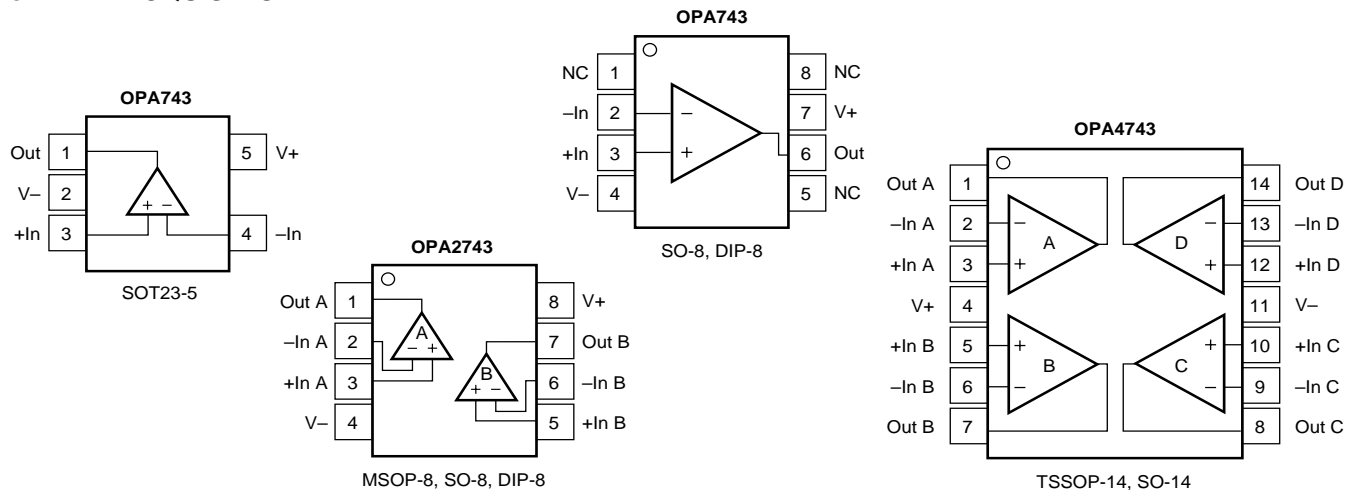 OPA743
Out 1
V– 2
+In 3
5 V+
4 –In
+ –
SOT23-5
OPA2743
Out A 1
–In A 2
+In A 3
V– 4
8 V+
7 Out B
6 –In B
5 +In B
A
– +
B
+ –
MSOP-8, SO-8, DIP-8
OPA743
NC 1
–In 2
+In 3
V– 4
8 NC
7 V+
6 Out
5 NC
–
+
SO-8, DIP-8
OPA4743
Out A 1
–In A 2
+In A 3
V+ 4
+In B 5
–In B 6
Out B 7
14 Out D
13 –In D
12 +In D
11 V–
10 +In C
9 –In C
8 Out C
– –
A D
+ +
+ +
B C
– –
TSSOP-14, SO-14